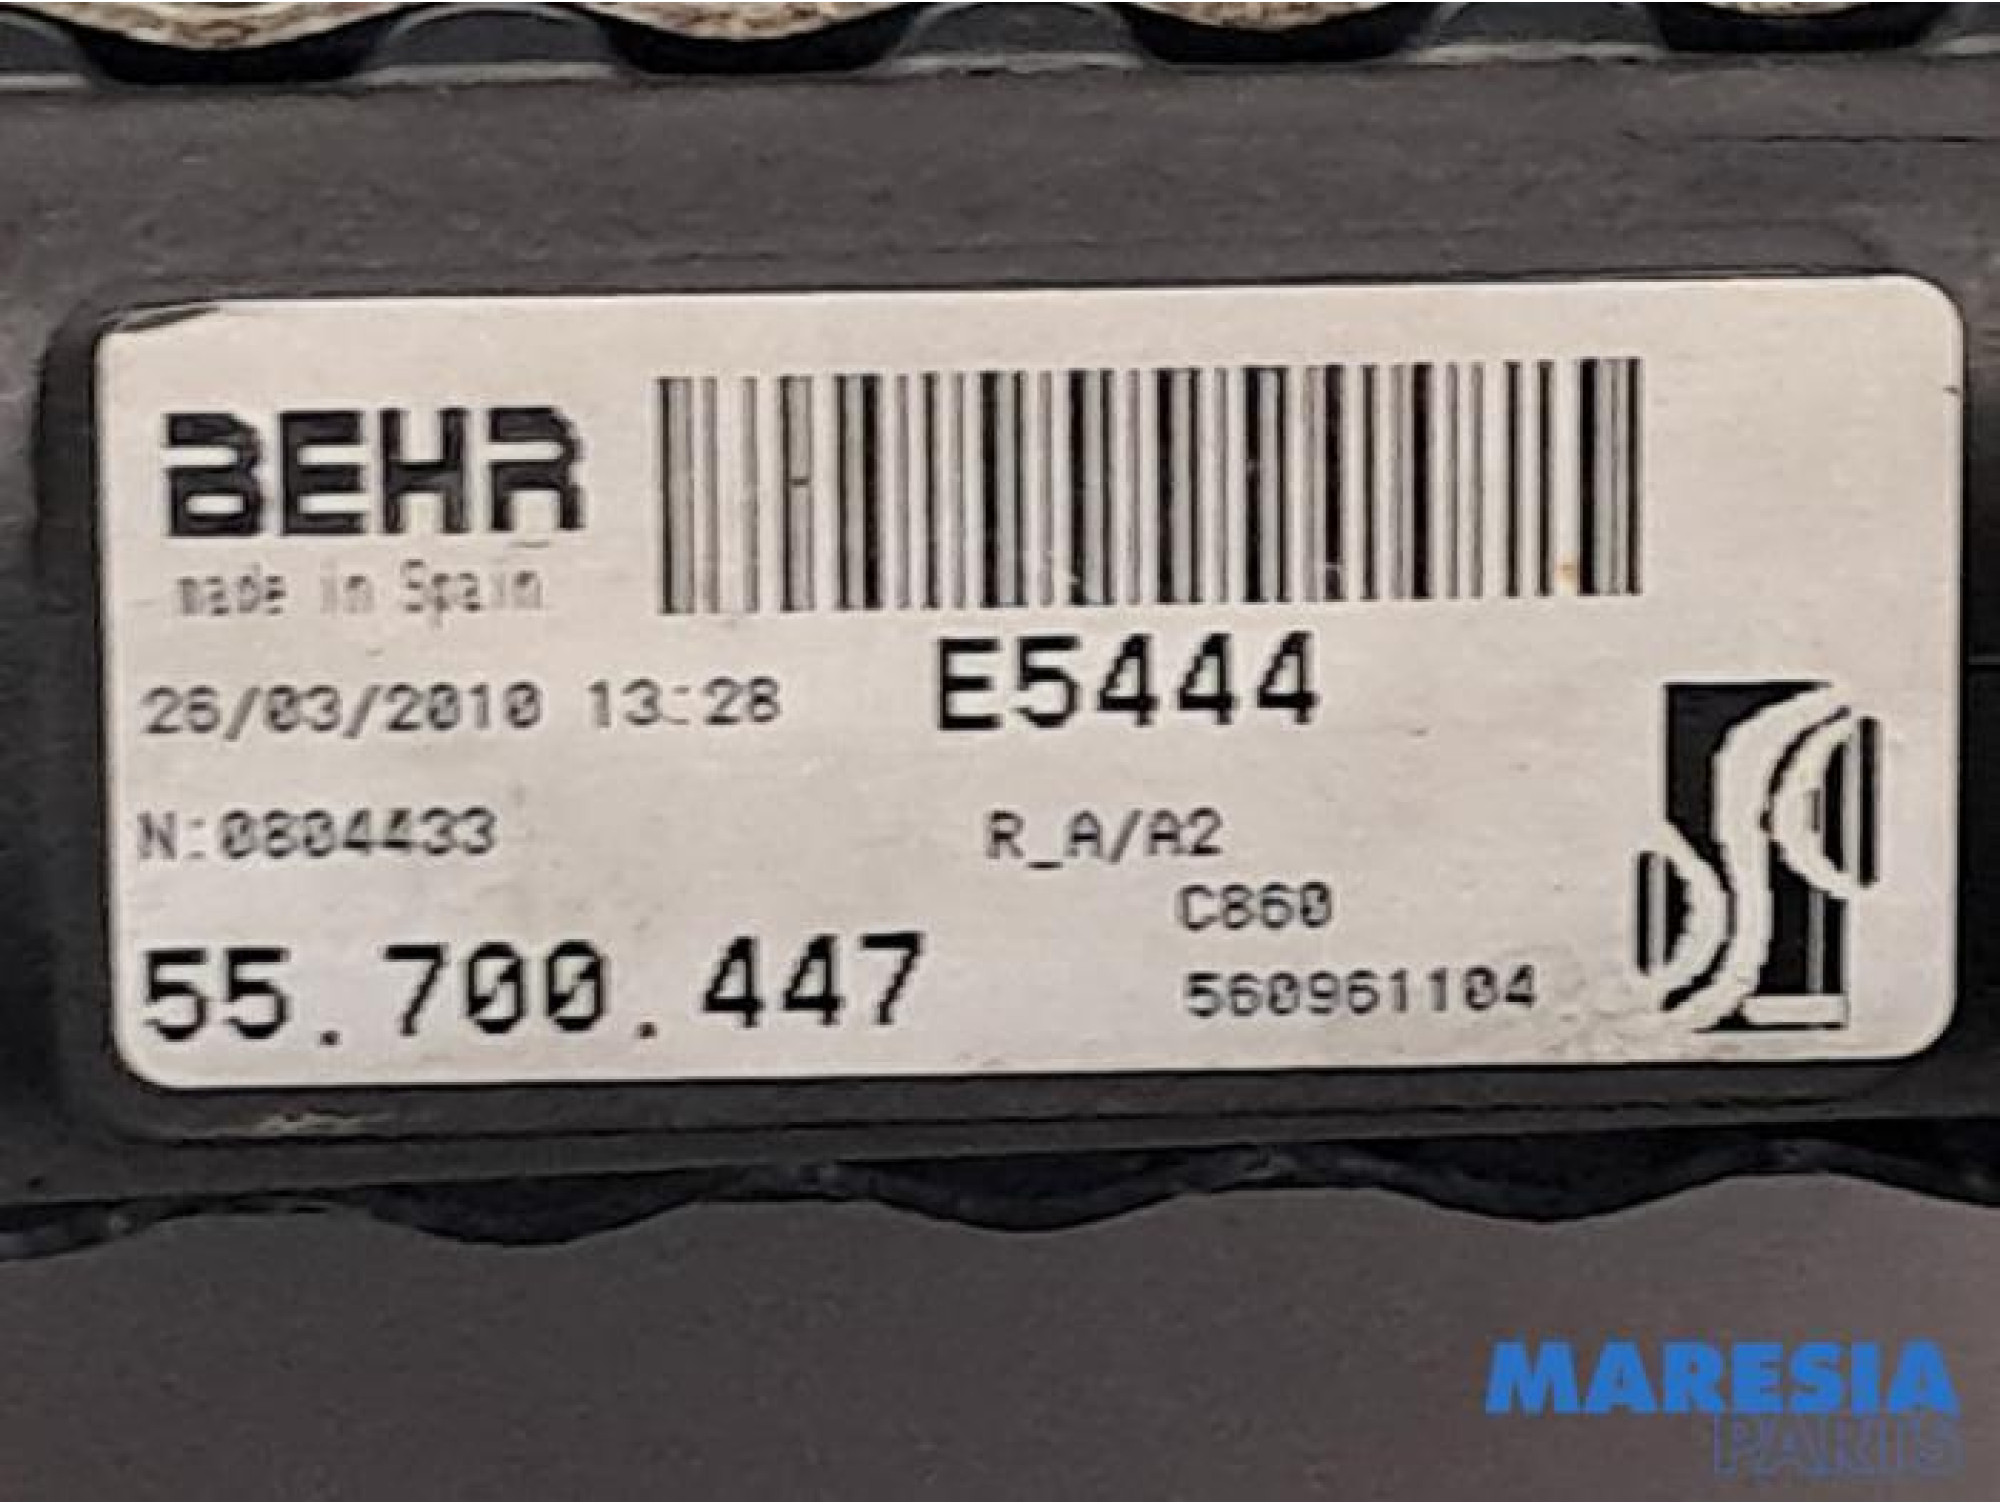 BEHR
made in Spain
26/03/2010 13:28
E5444
N:0804433
R_A/A2
C860
55.700.447
560961104
MARESIA
PARTS